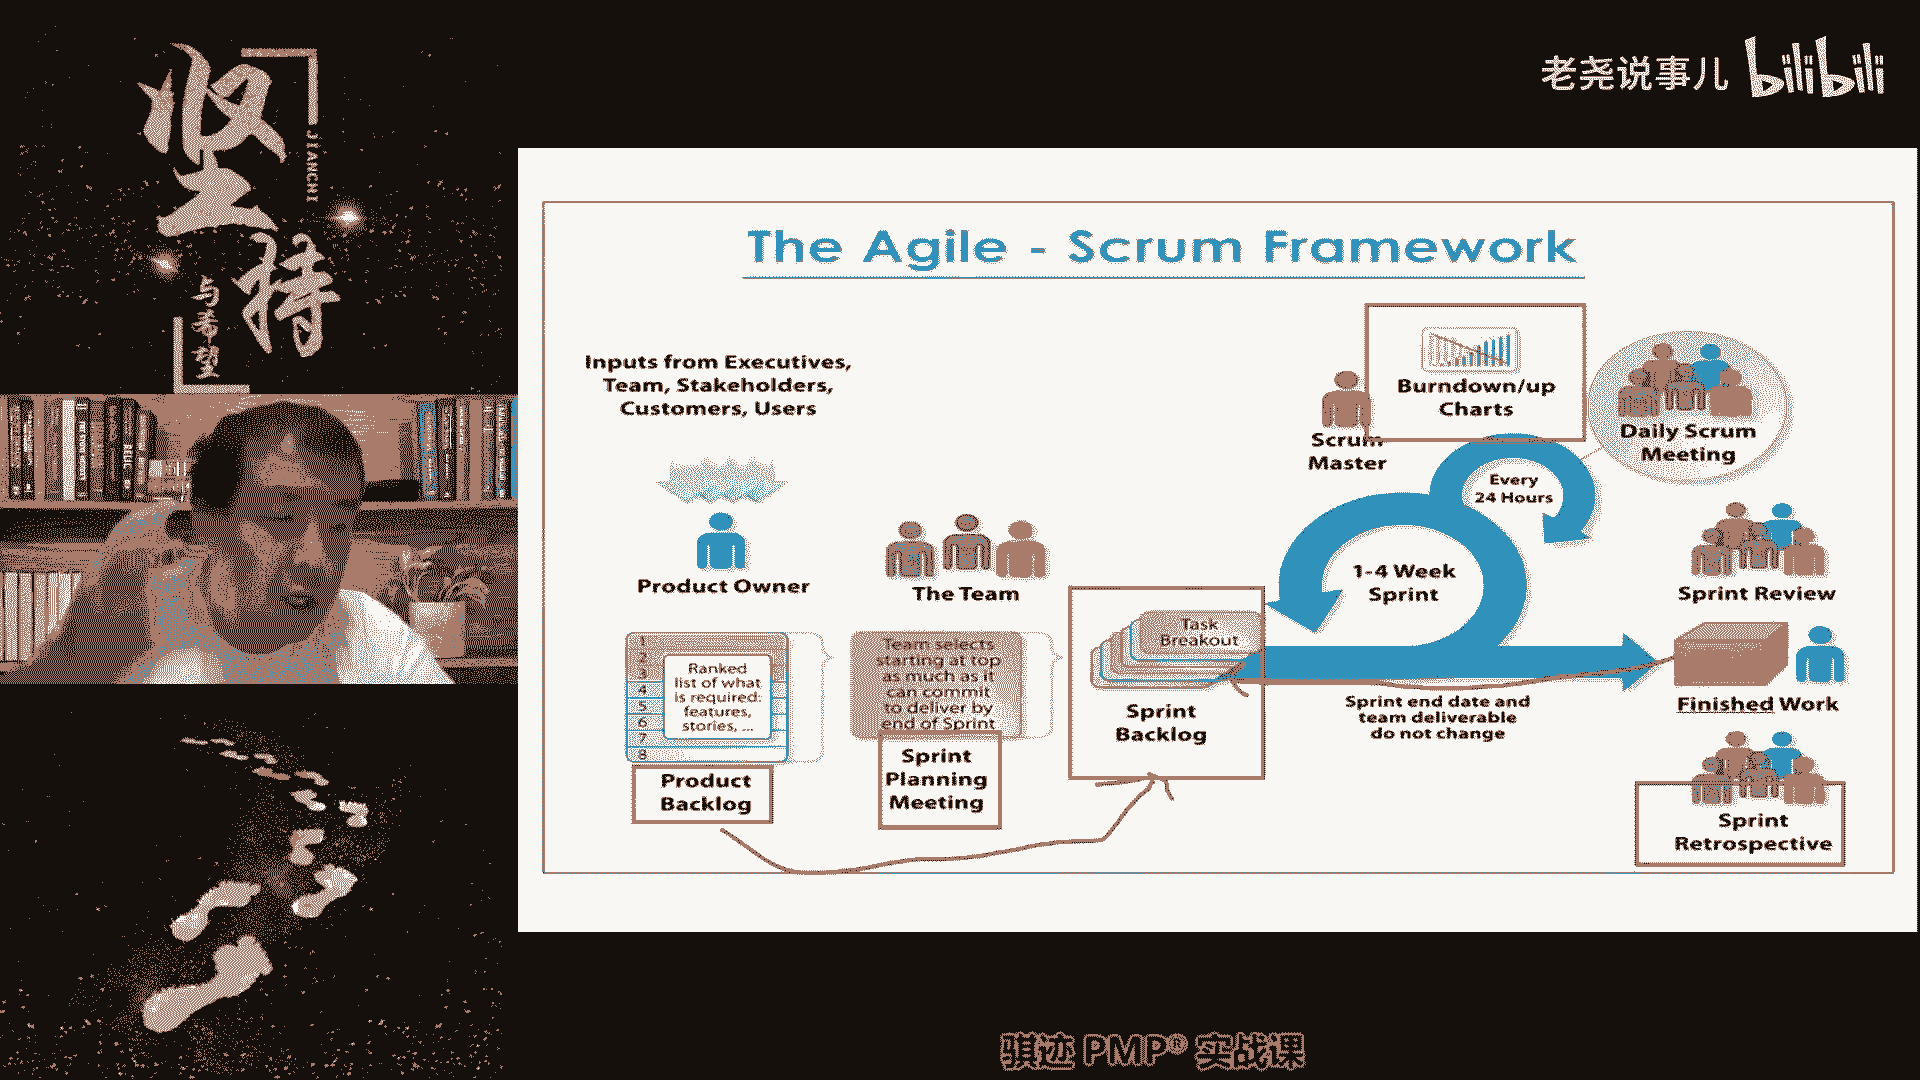 坚持
JIANCHI
与希望
老尧说事儿 bilibili
The Agile - Scrum Framework
Inputs from Executives,
Team, Stakeholders,
Customers, Users
Product Owner
The Team
1
2
3
4
5
6
7
8
Ranked
list of what
is required:
features,
stories, ...
Product
Backlog
Team selects
starting at top
as much as it
can commit
to deliver by
end of Sprint
Sprint
Planning
Meeting
Task
Breakout
Sprint
Backlog
Scrum
Master
Burndown/up
Charts
Daily Scrum
Meeting
Every
24 Hours
1-4 Week
Sprint
Sprint end date and
team deliverable
do not change
Sprint Review
Finished Work
Sprint
Retrospective
骐迹 PMP® 实战课